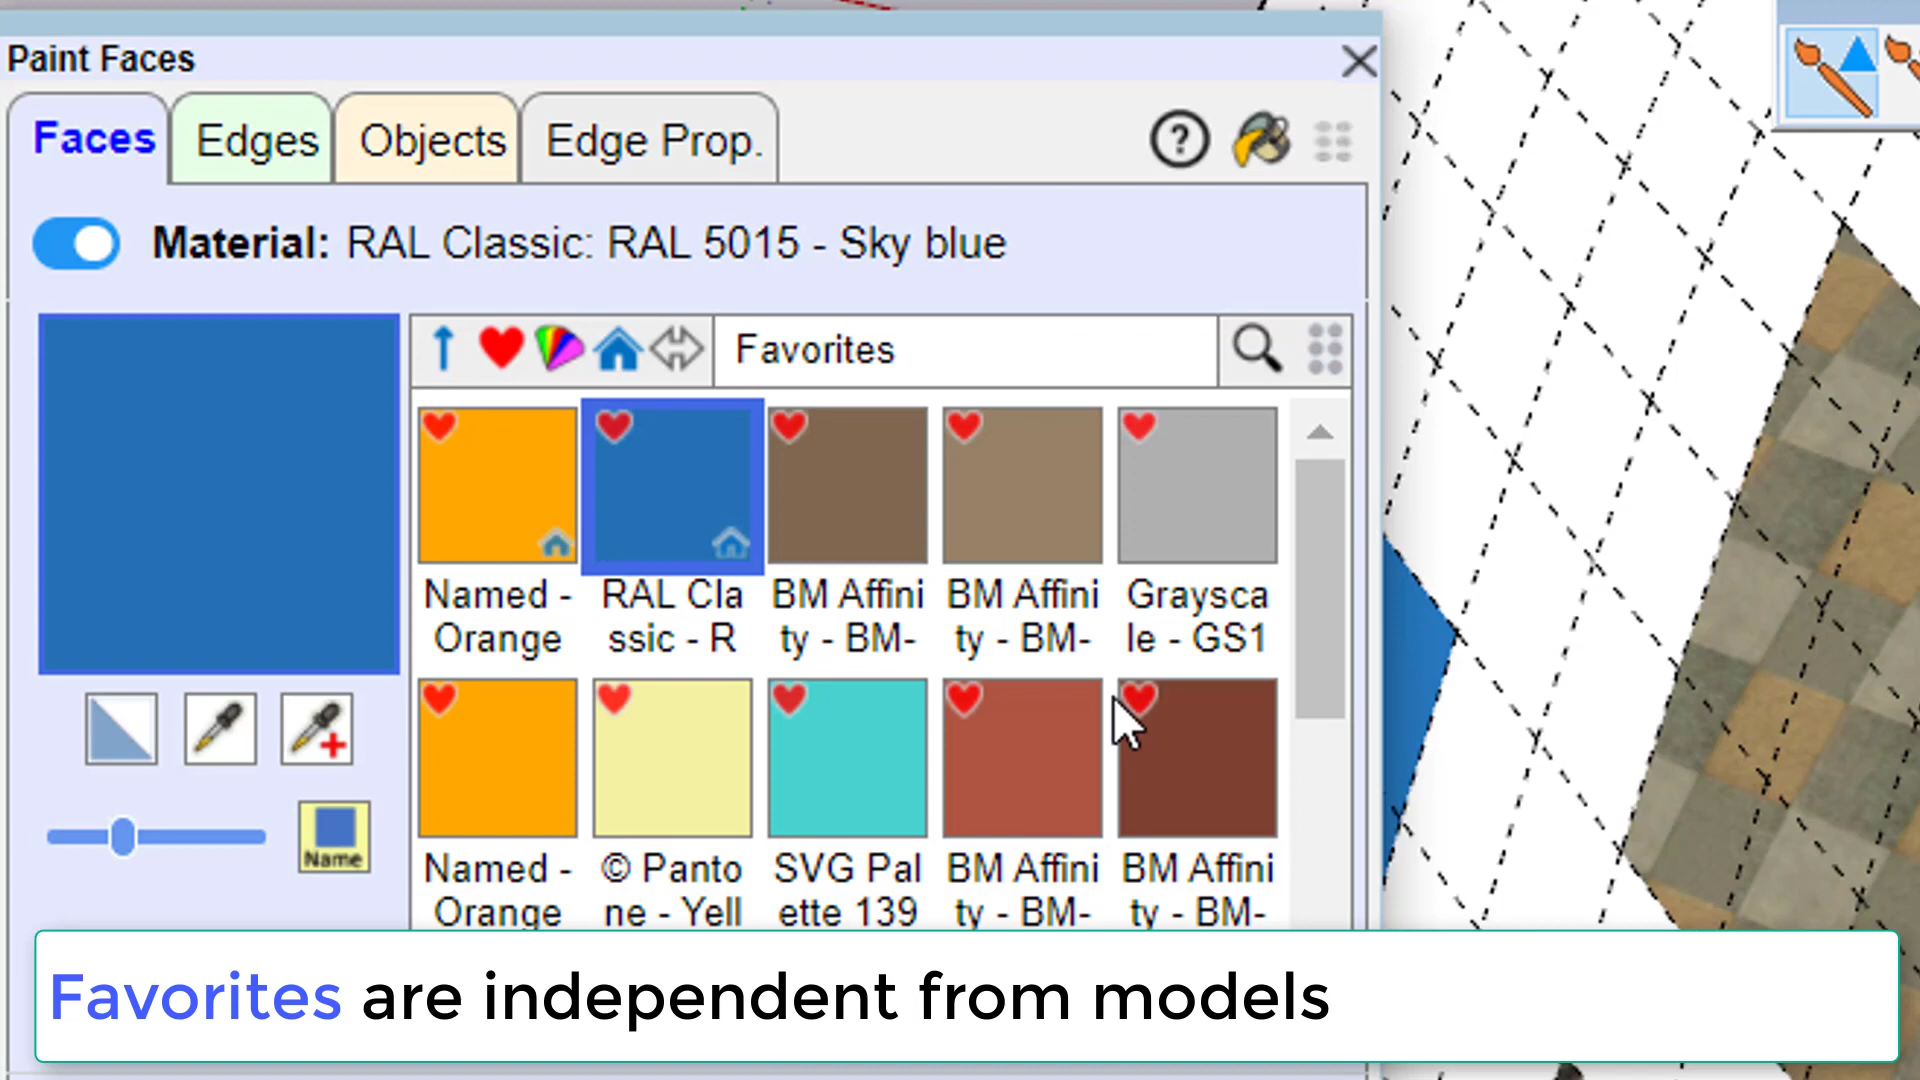 Paint Faces
Faces Edges Objects Edge Prop.
Material: RAL Classic: RAL 5015 - Sky blue
Favorites
Named - RAL Cla BM Affini BM Affini Graysca
Orange ssic - R ty - BM- ty - BM- le - GS1
Named - © Panto SVG Pal BM Affini BM Affini
Orange ne - Yell ette 139 ty - BM- ty - BM-
Name
Favorites are independent from models